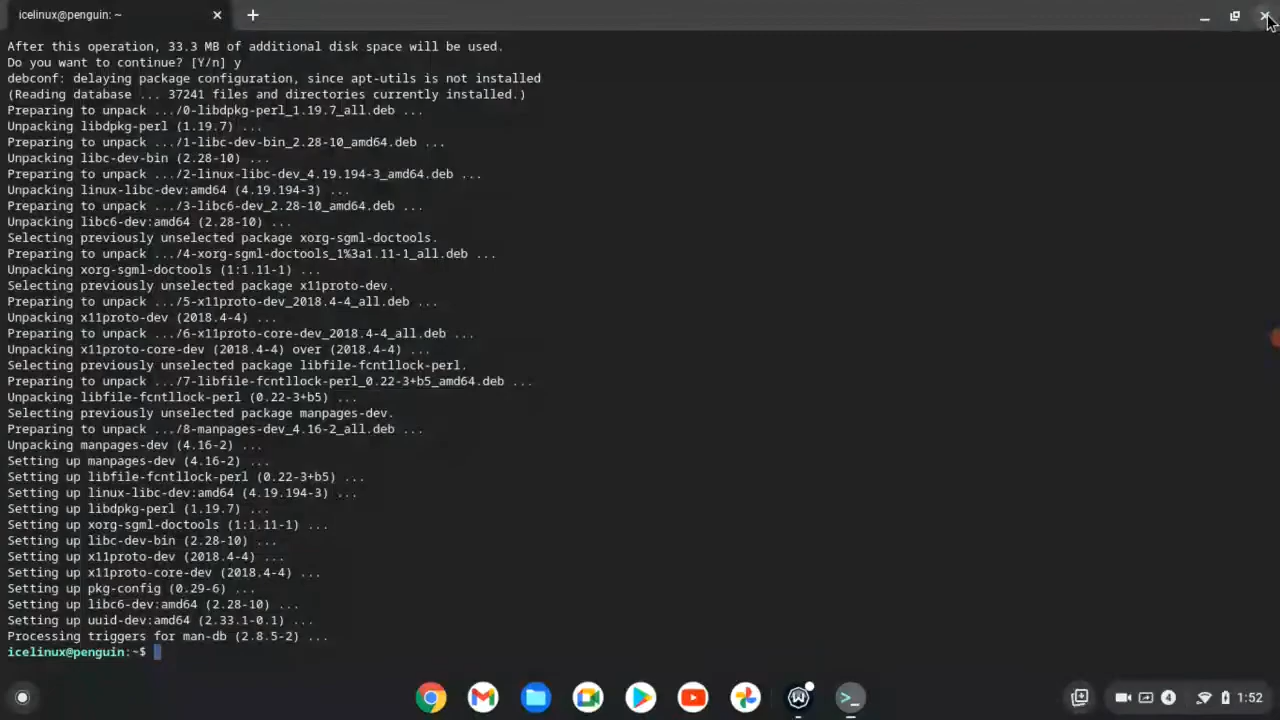 icelinux@penguin: ~
After this operation, 33.3 MB of additional disk space will be used.
Do you want to continue? [Y/n] y
debconf: delaying package configuration, since apt-utils is not installed
(Reading database ... 37241 files and directories currently installed.)
Preparing to unpack .../0-libdpkg-perl_1.19.7_all.deb ...
Unpacking libdpkg-perl (1.19.7) ...
Preparing to unpack .../1-libc-dev-bin_2.28-10_amd64.deb ...
Unpacking libc-dev-bin (2.28-10) ...
Preparing to unpack .../2-linux-libc-dev_4.19.194-3_amd64.deb ...
Unpacking linux-libc-dev:amd64 (4.19.194-3) ...
Preparing to unpack .../3-libc6-dev_2.28-10_amd64.deb ...
Unpacking libc6-dev:amd64 (2.28-10) ...
Selecting previously unselected package xorg-sgml-doctools.
Preparing to unpack .../4-xorg-sgml-doctools_1%3a1.11-1_all.deb ...
Unpacking xorg-sgml-doctools (1:1.11-1) ...
Selecting previously unselected package x11proto-dev.
Preparing to unpack .../5-x11proto-dev_2018.4-4_all.deb ...
Unpacking x11proto-dev (2018.4-4) ...
Preparing to unpack .../6-x11proto-core-dev_2018.4-4_all.deb ...
Unpacking x11proto-core-dev (2018.4-4) over (2018.4-4) ...
Selecting previously unselected package libfile-fcntllock-perl.
Preparing to unpack .../7-libfile-fcntllock-perl_0.22-3+b5_amd64.deb ...
Unpacking libfile-fcntllock-perl (0.22-3+b5) ...
Selecting previously unselected package manpages-dev.
Preparing to unpack .../8-manpages-dev_4.16-2_all.deb ...
Unpacking manpages-dev (4.16-2) ...
Setting up manpages-dev (4.16-2) ...
Setting up libfile-fcntllock-perl (0.22-3+b5) ...
Setting up linux-libc-dev:amd64 (4.19.194-3) ...
Setting up libdpkg-perl (1.19.7) ...
Setting up xorg-sgml-doctools (1:1.11-1) ...
Setting up libc-dev-bin (2.28-10) ...
Setting up x11proto-dev (2018.4-4) ...
Setting up x11proto-core-dev (2018.4-4) ...
Setting up pkg-config (0.29-6) ...
Setting up libc6-dev:amd64 (2.28-10) ...
Setting up uuid-dev:amd64 (2.33.1-0.1) ...
Processing triggers for man-db (2.8.5-2) ...
icelinux@penguin:~$
4 1:52